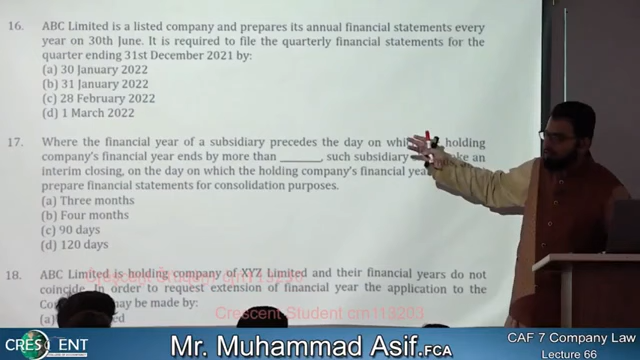 16. ABC Limited is a listed company and prepares its annual financial statements every
year on 30th June. It is required to file the quarterly financial statements for the
quarter ending 31st December 2021 by:
(a) 30 January 2022
(b) 31 January 2022
(c) 28 February 2022
(d) 1 March 2022
17. Where the financial year of a subsidiary precedes the day on which holding
company's financial year ends by more than ______, such subsidiary an
interim closing, on the day on which the holding company's financial year
prepare financial statements for consolidation purposes.
(a) Three months
(b) Four months
(c) 90 days
(d) 120 days
18. ABC Limited is holding company of XYZ Limited and their financial years do not
coincide. In order to request extension of financial year the application to the
may be made by:
(a)
Crescent Student crn119203
CRESCENT
Mr. Muhammad Asif.FCA
CAF 7 Company Law
Lecture 66